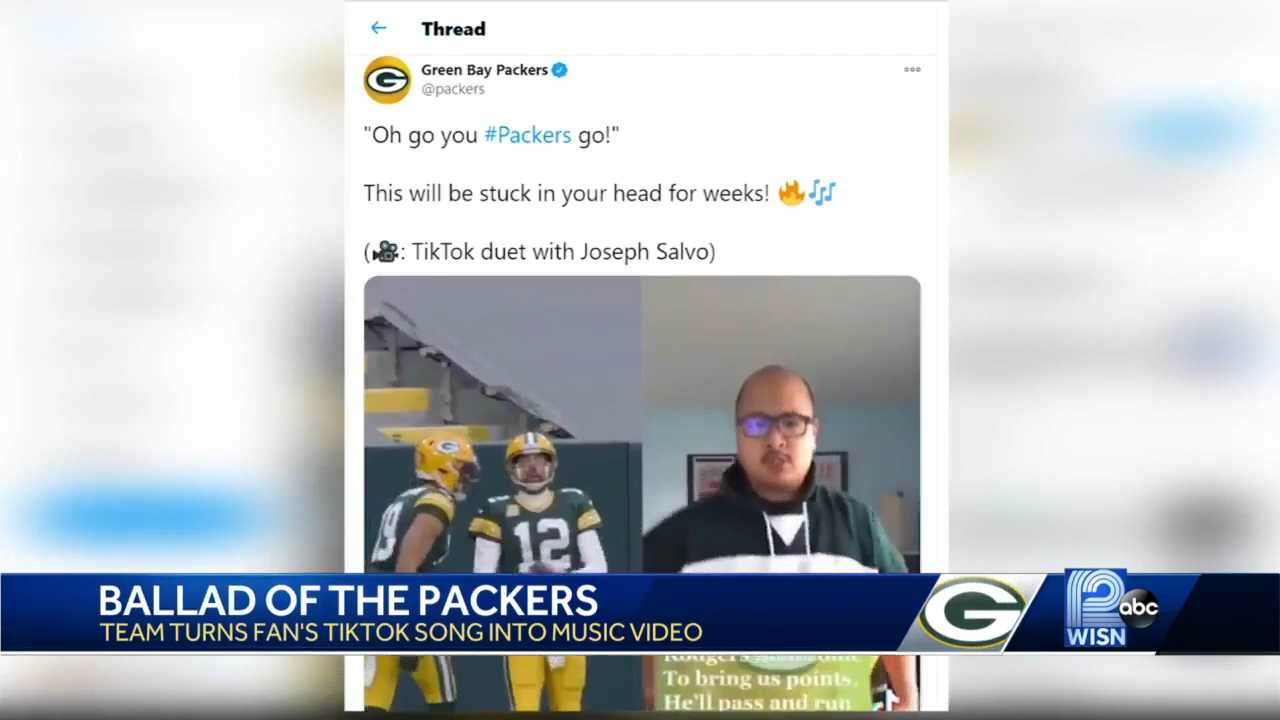 Thread
Green Bay Packers
@packers
"Oh go you #Packers go!"
This will be stuck in your head for weeks! 🔥🎶
(🎥: TikTok duet with Joseph Salvo)
G
G
12
BALLAD OF THE PACKERS
TEAM TURNS FAN'S TIKTOK SONG INTO MUSIC VIDEO
G
12
abc
WISN
Rodgers
To bring us points.
He'll pass and run